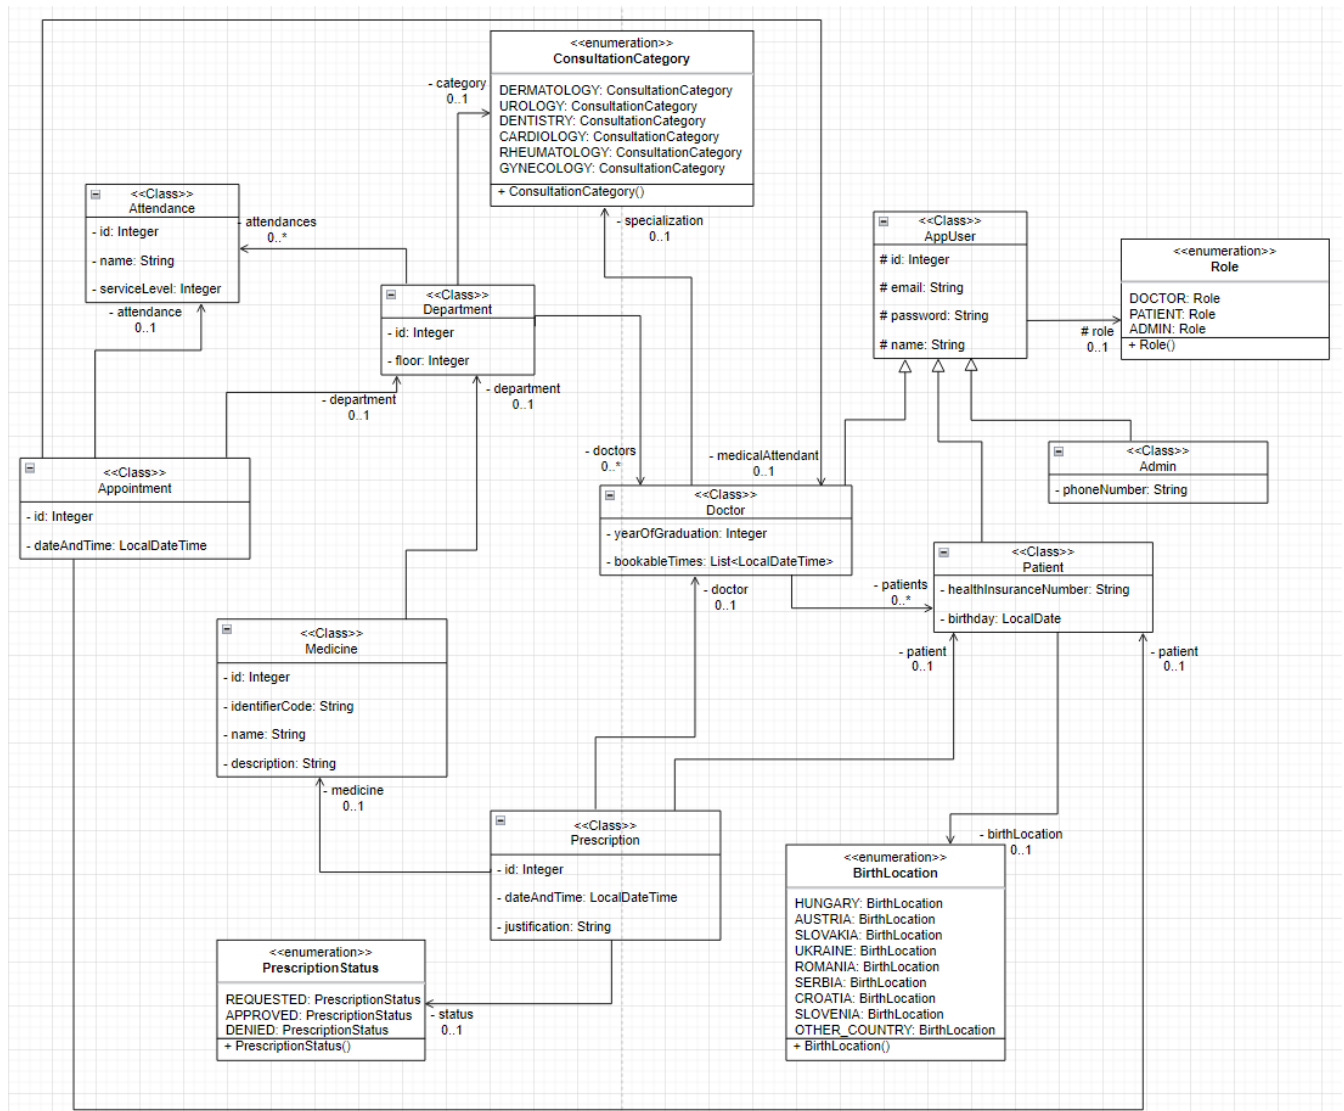 <<enumeration>>
ConsultationCategory
DERMATOLOGY: ConsultationCategory
UROLOGY: ConsultationCategory
DENTISTRY: ConsultationCategory
CARDIOLOGY: ConsultationCategory
RHEUMATOLOGY: ConsultationCategory
GYNECOLOGY: ConsultationCategory
+ ConsultationCategory()
- category
0..1
<<Class>>
Attendance
- id: Integer
- name: String
- serviceLevel: Integer
- attendances
0..*
- attendance
0..1
- specialization
0..1
<<Class>>
AppUser
# id: Integer
# email: String
# password: String
# name: String
<<enumeration>>
Role
DOCTOR: Role
PATIENT: Role
ADMIN: Role
+ Role()
# role
0..1
<<Class>>
Department
- id: Integer
- floor: Integer
- department
0..1
- department
0..1
- doctors
0..*
- medicalAttendant
0..1
<<Class>>
Admin
- phoneNumber: String
<<Class>>
Appointment
- id: Integer
- dateAndTime: LocalDateTime
<<Class>>
Doctor
- yearOfGraduation: Integer
- bookableTimes: List<LocalDateTime>
- doctor
0..1
- patients
0..*
<<Class>>
Patient
- healthInsuranceNumber: String
- birthday: LocalDate
- patient
0..1
- patient
0..1
<<Class>>
Medicine
- id: Integer
- identifierCode: String
- name: String
- description: String
- medicine
0..1
<<Class>>
Prescription
- id: Integer
- dateAndTime: LocalDateTime
- justification: String
- birthLocation
0..1
<<enumeration>>
BirthLocation
HUNGARY: BirthLocation
AUSTRIA: BirthLocation
SLOVAKIA: BirthLocation
UKRAINE: BirthLocation
ROMANIA: BirthLocation
SERBIA: BirthLocation
CROATIA: BirthLocation
SLOVENIA: BirthLocation
OTHER_COUNTRY: BirthLocation
+ BirthLocation()
<<enumeration>>
PrescriptionStatus
REQUESTED: PrescriptionStatus
APPROVED: PrescriptionStatus
DENIED: PrescriptionStatus
+ PrescriptionStatus()
- status
0..1